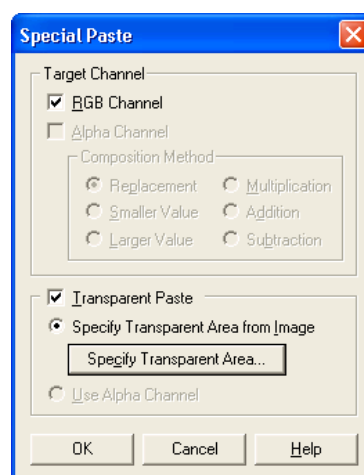 Special Paste
Target Channel
RGB Channel
Alpha Channel
Composition Method
Replacement Multiplication
Smaller Value Addition
Larger Value Subtraction
Transparent Paste
Specify Transparent Area from Image
Specify Transparent Area...
Use Alpha Channel
OK Cancel Help